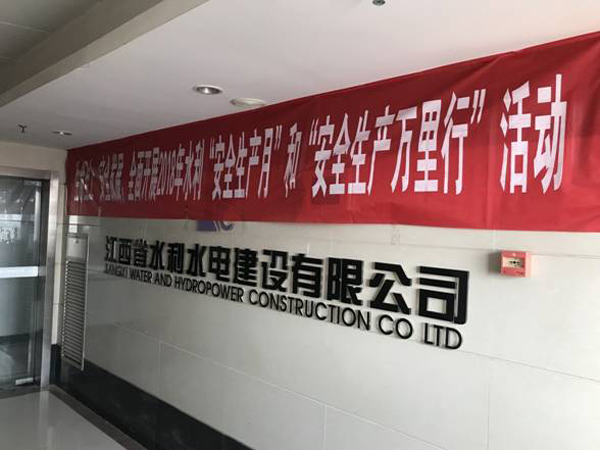 全面开展2018年水利“安全生产月”和“安全生产万里行”活动
江西省水利水电建设有限公司
JIANGXI WATER AND HYDROPOWER CONSTRUCTION CO LTD